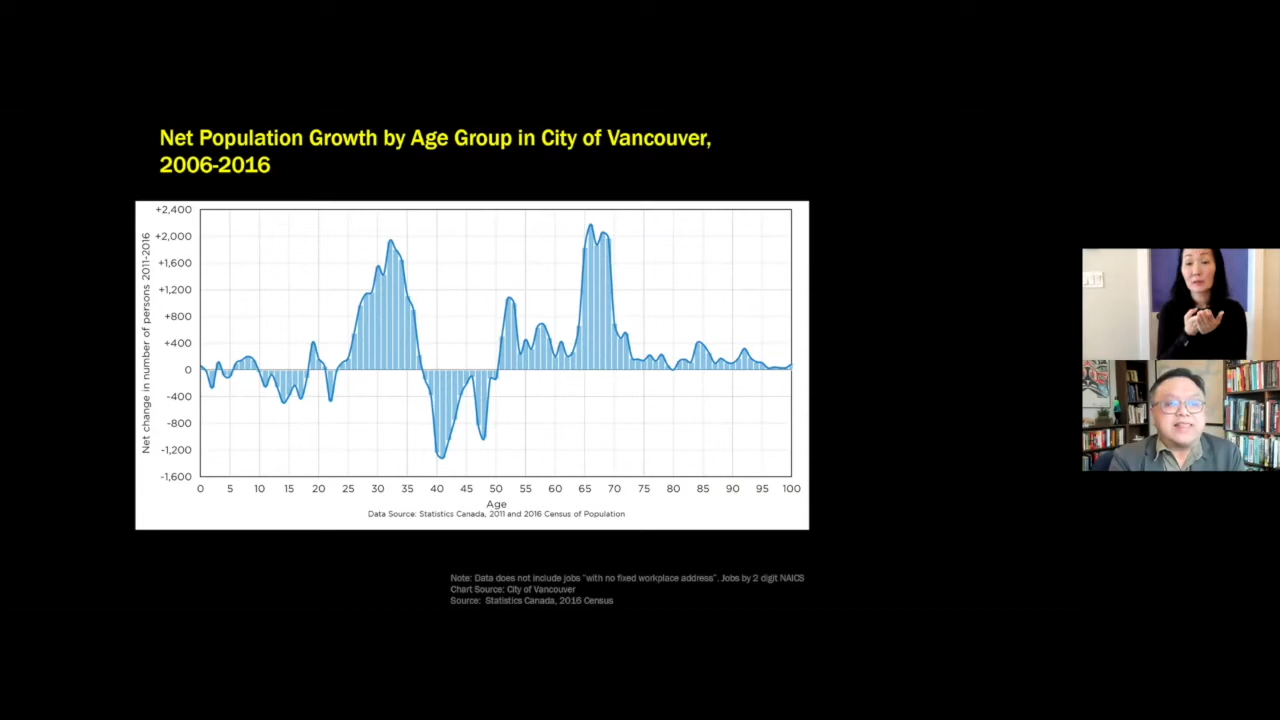 Net Population Growth by Age Group in City of Vancouver,
2006-2016
Net change in number of persons 2011-2016
+2,400
+2,000
+1,600
+1,200
+800
+400
0
-400
-800
-1,200
-1,600
0 5 10 15 20 25 30 35 40 45 50 55 60 65 70 75 80 85 90 95 100
Age
Data Source: Statistics Canada, 2011 and 2016 Census of Population
Note: Data does not include jobs "with no fixed workplace address". Jobs by 2 digit NAICS
Chart Source: City of Vancouver
Source: Statistics Canada, 2016 Census